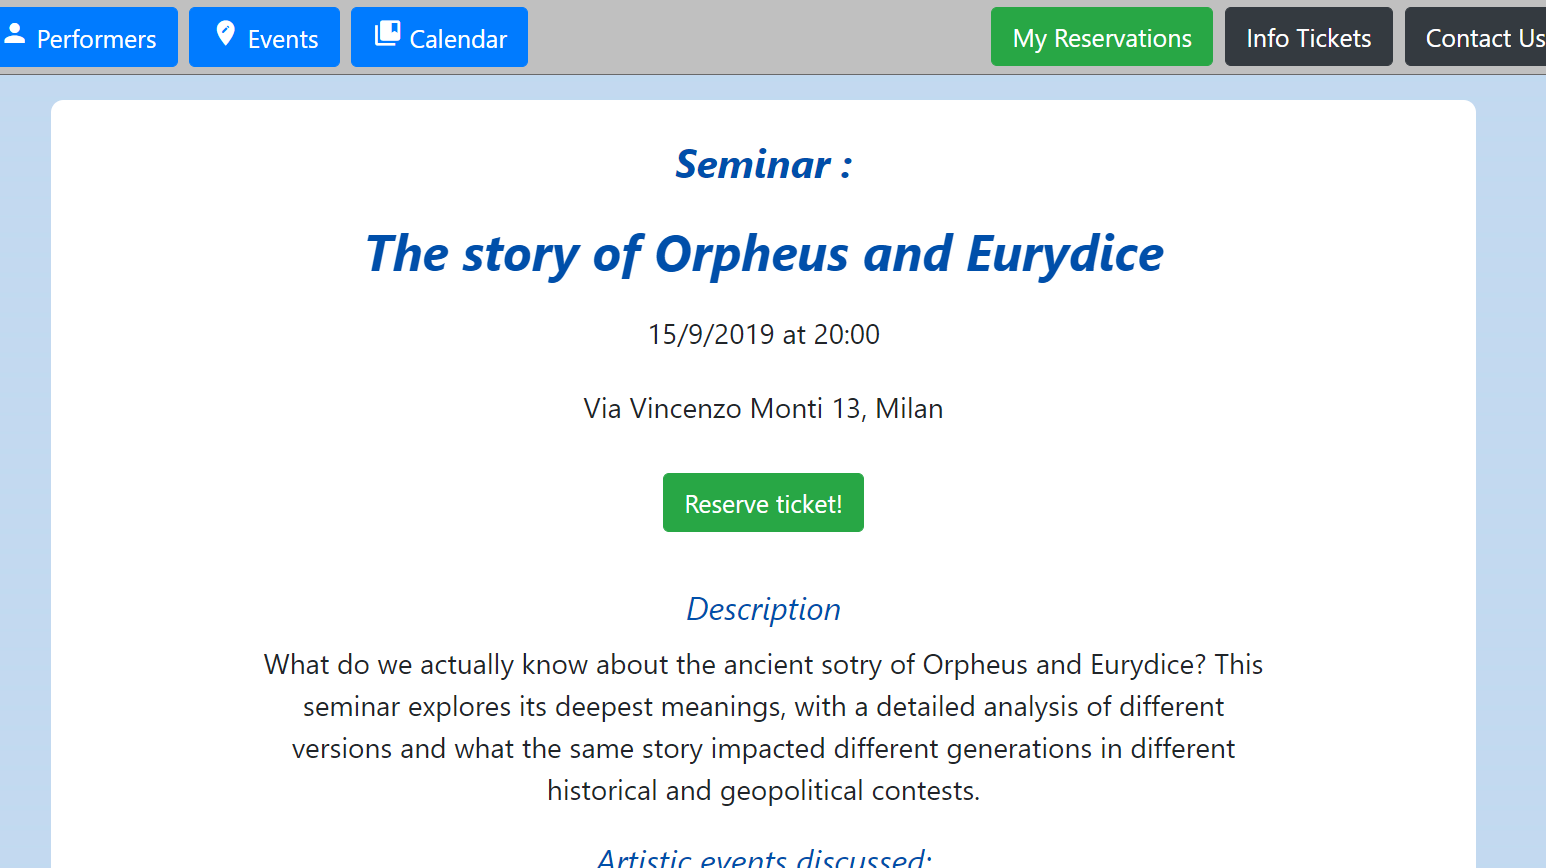 Performers Events Calendar My Reservations Info Tickets Contact Us
Seminar :
The story of Orpheus and Eurydice
15/9/2019 at 20:00
Via Vincenzo Monti 13, Milan
Reserve ticket!
Description
What do we actually know about the ancient sotry of Orpheus and Eurydice? This
seminar explores its deepest meanings, with a detailed analysis of different
versions and what the same story impacted different generations in different
historical and geopolitical contests.
Artistic events discussed: